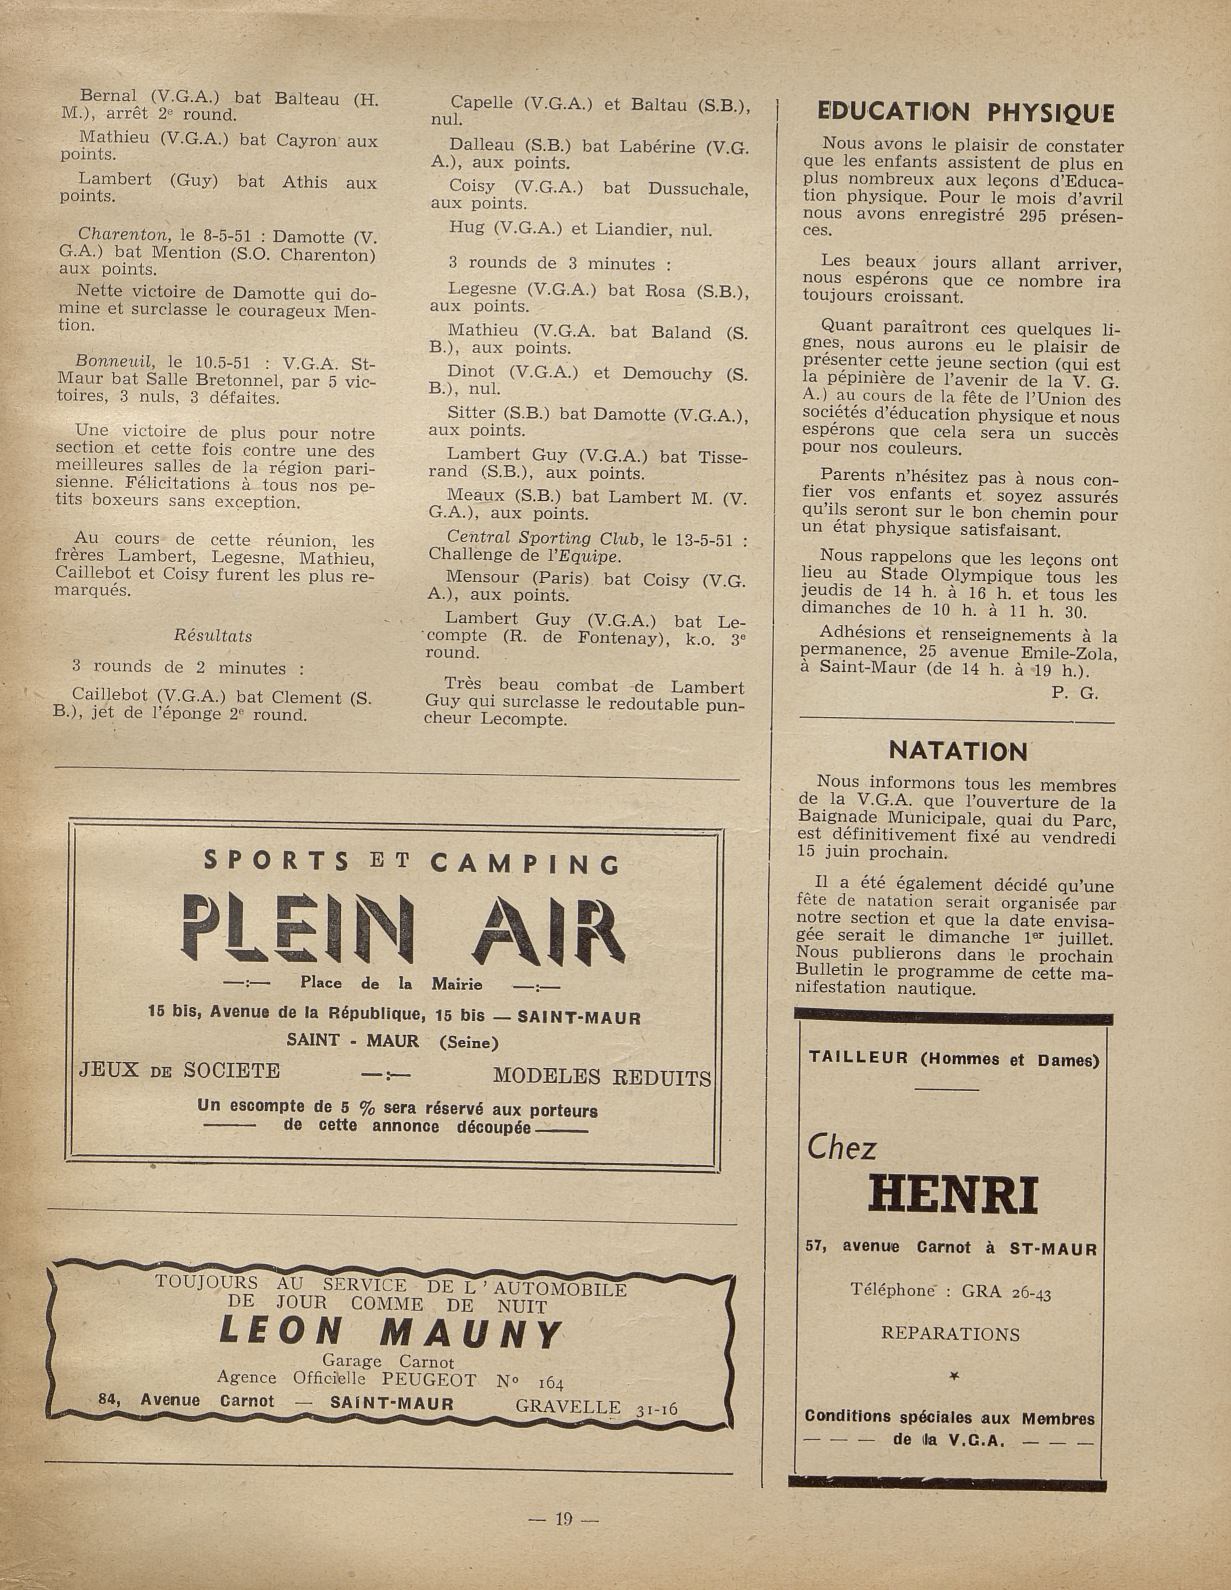 Bernal (V.G.A.) bat Balteau (H.
M.), arrêt 2e round.
Mathieu (V.G.A.) bat Cayron aux
points.
Lambert (Guy) bat Athis aux
points.
Charenton, le 8-5-51 : Damotte (V.
G.A.) bat Mention (S.O. Charenton)
aux points.
Nette victoire de Damotte qui do-
mine et surclasse le courageux Men-
tion.
Bonneuil, le 10.5-51 : V.G.A. St-
Maur bat Salle Bretonnel, par 5 vic-
toires, 3 nuls, 3 défaites.
Une victoire de plus pour notre
section et cette fois contre une des
meilleures salles de la région pari-
sienne. Félicitations à tous nos pe-
tits boxeurs sans exception.
Au cours de cette réunion, les
frères Lambert, Legesne, Mathieu,
Caillebot et Coisy furent les plus re-
marqués.
Résultats
3 rounds de 2 minutes :
Caillebot (V.G.A.) bat Clement (S.
B.), jet de l'éponge 2e round.
Capelle (V.G.A.) et Baltau (S.B.),
nul.
Dalleau (S.B.) bat Labérine (V.G.
A.), aux points.
Coisy (V.G.A.) bat Dussuchale,
aux points.
Hug (V.G.A.) et Liandier, nul.
3 rounds de 3 minutes :
Legesne (V.G.A.) bat Rosa (S.B.),
aux points.
Mathieu (V.G.A. bat Baland (S.
B.), aux points.
Dinot (V.G.A.) et Demouchy (S.
B.), nul.
Sitter (S.B.) bat Damotte (V.G.A.),
aux points.
Lambert Guy (V.G.A.) bat Tisse-
rand (S.B.), aux points.
Meaux (S.B.) bat Lambert M. (V.
G.A.), aux points.
Central Sporting Club, le 13-5-51 :
Challenge de l'Equipe.
Mensour (Paris) bat Coisy (V.G.
A.), aux points.
Lambert Guy (V.G.A.) bat Le-
compte (R. de Fontenay), k.o. 3e
round.
Très beau combat de Lambert
Guy qui surclasse le redoutable pun-
cheur Lecompte.
EDUCATION PHYSIQUE
Nous avons le plaisir de constater
que les enfants assistent de plus en
plus nombreux aux leçons d'Educa-
tion physique. Pour le mois d'avril
nous avons enregistré 295 présen-
ces.
Les beaux jours allant arriver,
nous espérons que ce nombre ira
toujours croissant.
Quant paraîtront ces quelques li-
gnes, nous aurons eu le plaisir de
présenter cette jeune section (qui est
la pépinière de l'avenir de la V. G.
A.) au cours de la fête de l'Union des
sociétés d'éducation physique et nous
espérons que cela sera un succès
pour nos couleurs.
Parents n'hésitez pas à nous con-
fier vos enfants et soyez assurés
qu'ils seront sur le bon chemin pour
un état physique satisfaisant.
Nous rappelons que les leçons ont
lieu au Stade Olympique tous les
jeudis de 14 h. à 16 h. et tous les
dimanches de 10 h. à 11 h. 30.
Adhésions et renseignements à la
permanence, 25 avenue Emile-Zola,
à Saint-Maur (de 14 h. à 19 h.).
P. G.
NATATION
Nous informons tous les membres
de la V.G.A. que l'ouverture de la
Baignade Municipale, quai du Parc,
est définitivement fixé au vendredi
15 juin prochain.
Il a été également décidé qu'une
fête de natation serait organisée par
notre section et que la date envisa-
gée serait le dimanche 1er juillet.
Nous publierons dans le prochain
Bulletin le programme de cette ma-
nifestation nautique.
SPORTS ET CAMPING
PLEIN AIR
—:— Place de la Mairie —:—
15 bis, Avenue de la République, 15 bis — SAINT-MAUR
SAINT - MAUR (Seine)
JEUX DE SOCIETE —:— MODELES REDUITS
Un escompte de 5 % sera réservé aux porteurs
de cette annonce découpée
TOUJOURS AU SERVICE DE L'AUTOMOBILE
DE JOUR COMME DE NUIT
LEON MAUNY
Garage Carnot
Agence Officielle PEUGEOT N° 164
84, Avenue Carnot — SAINT-MAUR GRAVELLE 31-16
TAILLEUR (Hommes et Dames)
Chez
HENRI
57, avenue Carnot à ST-MAUR
Téléphone : GRA 26-43
REPARATIONS
★
Conditions spéciales aux Membres
— — — de la V.G.A. — — —
— 19 —